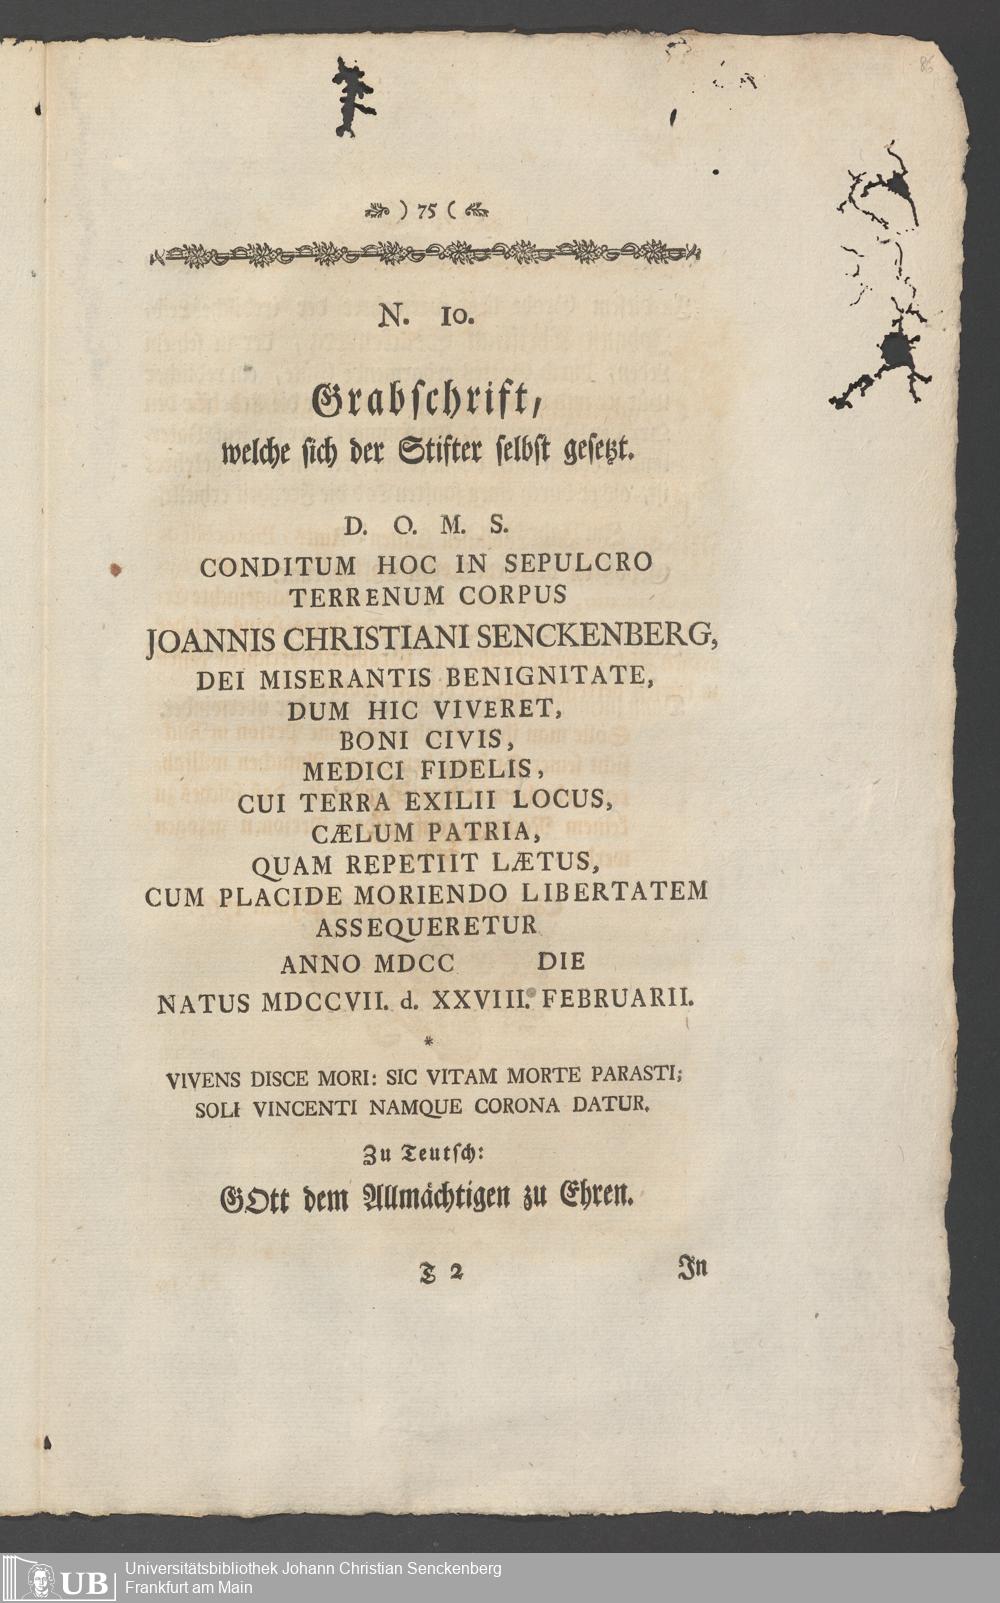 86
) 75 (
N. 10.
Grabſchrift,
welche ſich der Stifter ſelbſt geſetzt.
D. O. M. S.
CONDITUM HOC IN SEPULCRO
TERRENUM CORPUS
JOANNIS CHRISTIANI SENCKENBERG,
DEI MISERANTIS BENIGNITATE,
DUM HIC VIVERET,
BONI CIVIS,
MEDICI FIDELIS,
CUI TERRA EXILII LOCUS,
CÆLUM PATRIA,
QUAM REPETIIT LÆTUS,
CUM PLACIDE MORIENDO LIBERTATEM
ASSEQUERETUR
ANNO MDCC DIE
NATUS MDCCVII. d. XXVIII. FEBRUARII.
*
VIVENS DISCE MORI: SIC VITAM MORTE PARASTI;
SOLI VINCENTI NAMQUE CORONA DATUR.
Zu Teutſch:
GOtt dem Allmächtigen zu Ehren.
T 2 In
UB
Universitätsbibliothek Johann Christian Senckenberg
Frankfurt am Main